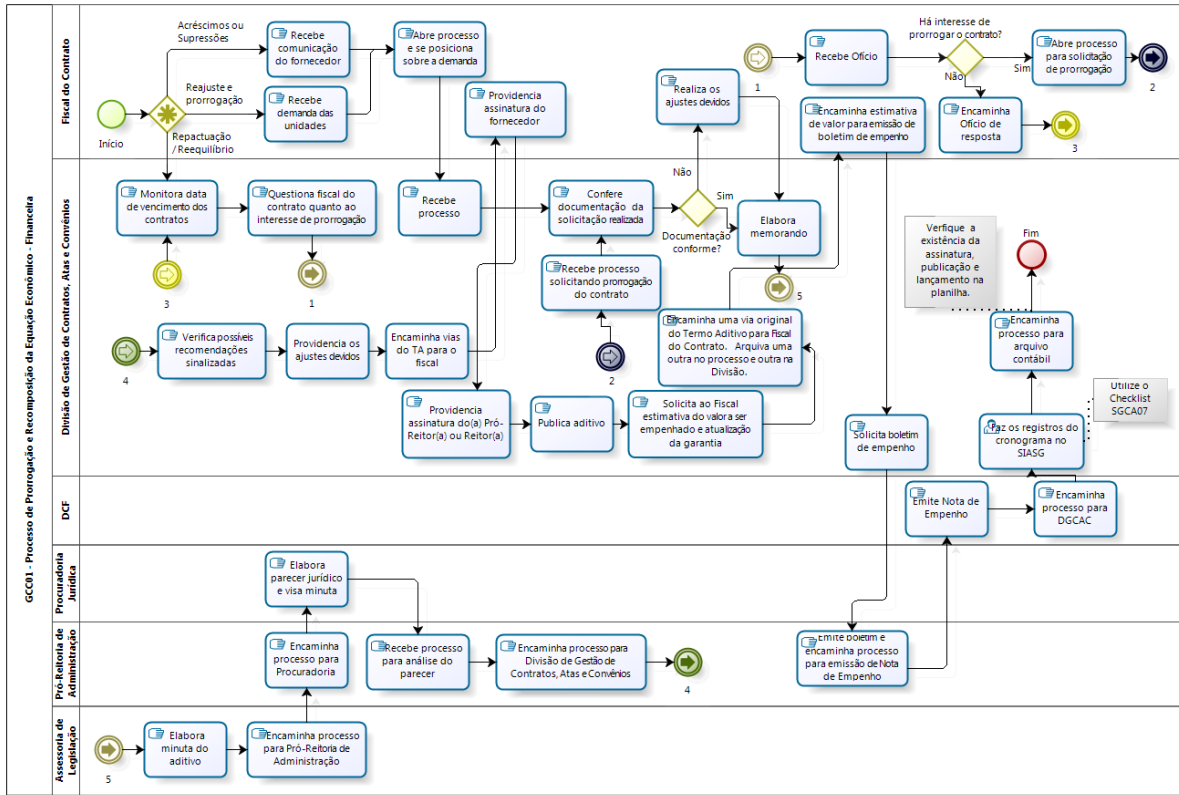 GCC01 - Processo de Prorrogação e Recomposição da Equação Econômico - Financeira
Fiscal do Contrato
Acréscimos ou
Supressões
Reajuste e
prorrogação
Repactuação
/Reequilíbrio
Início
Recebe
comunicação
do fornecedor
Recebe
demanda das
unidades
Abre processo
e se posiciona
sobre a demanda
Providencia
assinatura do
fornecedor
Realiza os
ajustes devidos
1
Recebe Ofício
Há interesse de
prorrogar o contrato?
Não
Sim
Abre processo
para solicitação
de prorrogação
2
Encaminha estimativa
de valor para emissão de
boletim de empenho
Encaminha
Ofício de
resposta
3
Divisão de Gestão de Contratos, Atas e Convênios
Monitora data
de vencimento dos
contratos
Questiona fiscal do
contrato quanto ao
interesse de prorrogação
3
1
Recebe
processo
Confere
documentação da
solicitação realizada
Não
Sim
Documentação
conforme?
Elabora
memorando
5
Recebe processo
solicitando prorrogação
do contrato
2
4
Verifica possíveis
recomendações
sinalizadas
Providencia os
ajustes devidos
Encaminha vias
do TA para o
fiscal
Encaminha uma via original
do Termo Aditivo para Fiscal
do Contrato. Arquiva uma
outra no processo e outra na
Divisão.
Providencia
assinatura do(a) Pró-
Reitor(a) ou Reitor(a)
Publica aditivo
Solicita ao Fiscal
estimativa do valor a ser
empenhado e atualização
da garantia
Solicita boletim
de empenho
Verifique a
existência da
assinatura,
publicação e
lançamento na
planilha.
Fim
Encaminha
processo para
arquivo
contábil
Utilize o
Checklist
SGCA07
Faz os registros do
cronograma no
SIASG
DCF
Emite Nota de
Empenho
Encaminha
processo para
DGCAC
Procuradoria
Jurídica
Elabora
parecer jurídico
e visa minuta
Pró-Reitoria de
Administração
Encaminha
processo para
Procuradoria
Recebe processo
para análise do
parecer
Encaminha processo para
Divisão de Gestão de
Contratos, Atas e Convênios
4
Emite boletim e
encaminha processo
para emissão de Nota
de Empenho
Assessoria de
Legislação
5
Elabora
minuta do
aditivo
Encaminha processo
para Pró-Reitoria de
Administração